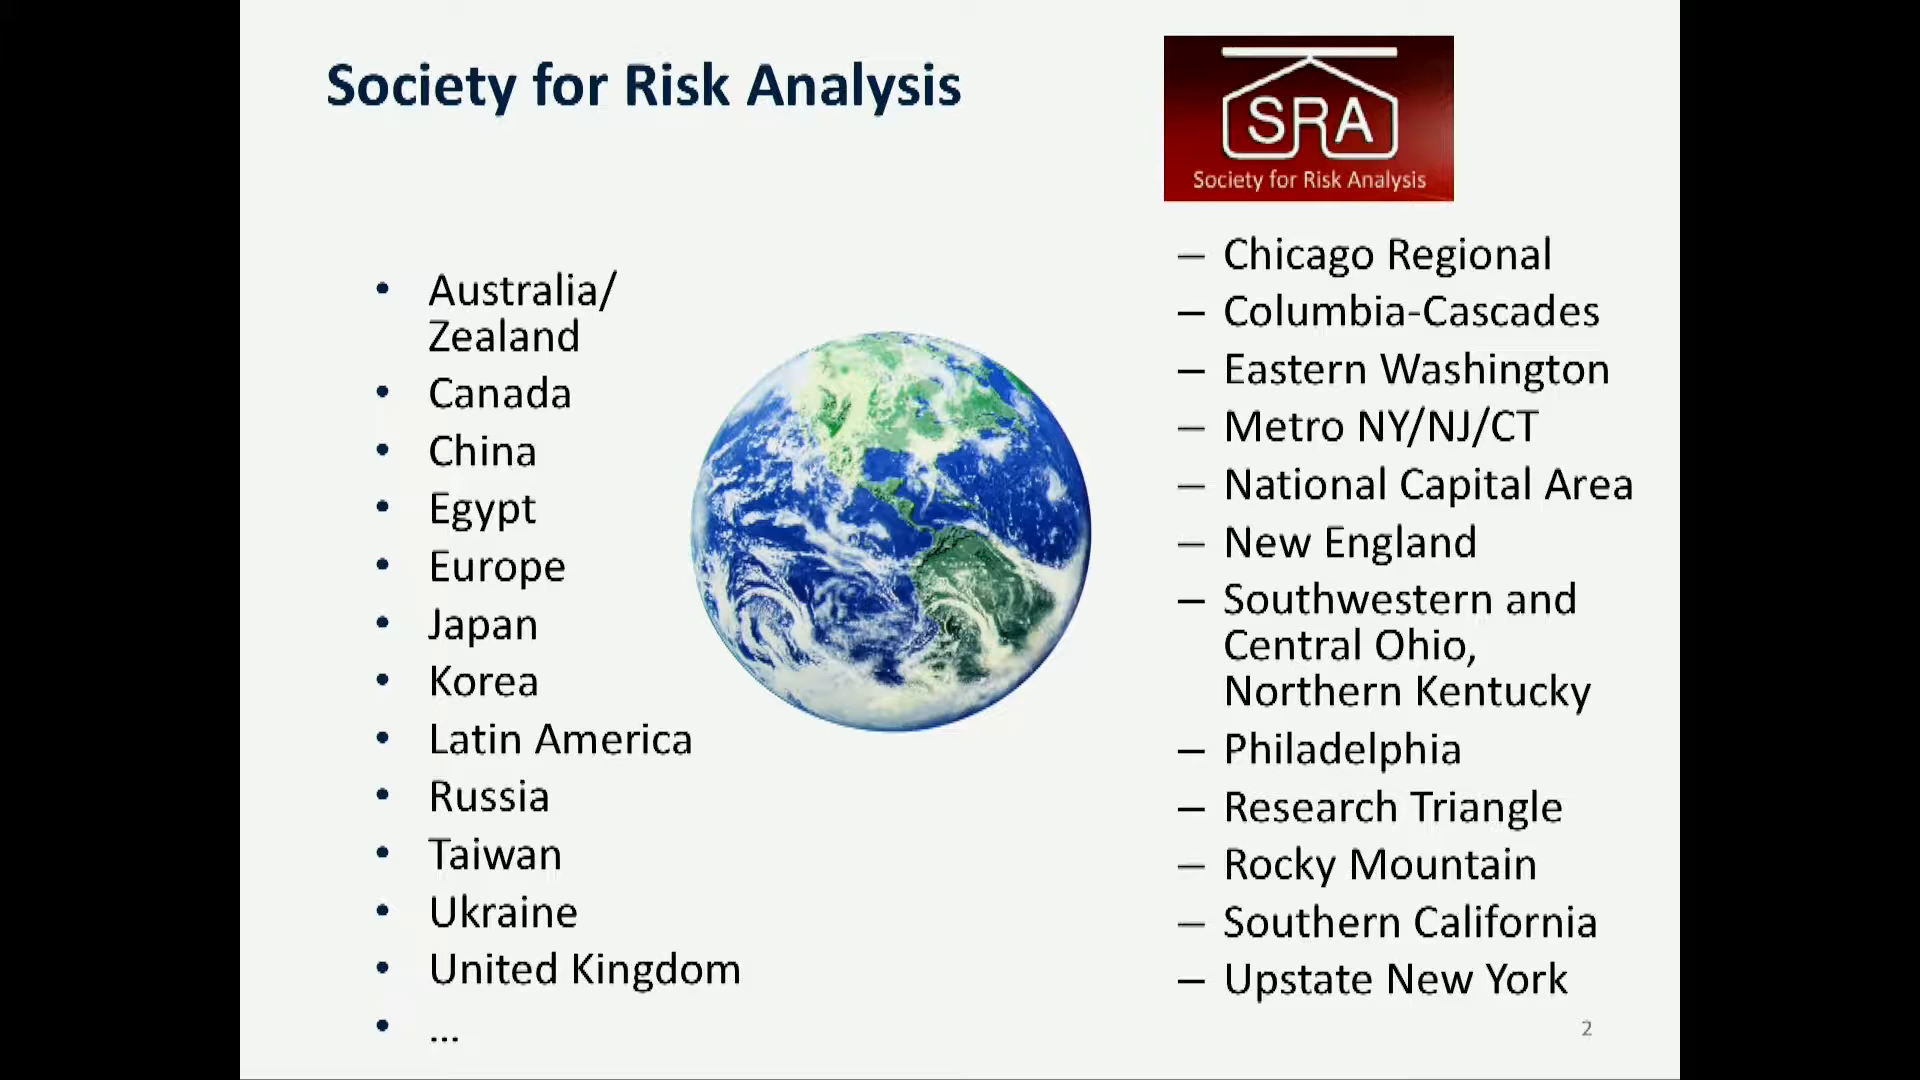 Society for Risk Analysis
SRA
Society for Risk Analysis
• Australia/
Zealand
• Canada
• China
• Egypt
• Europe
• Japan
• Korea
• Latin America
• Russia
• Taiwan
• Ukraine
• United Kingdom
• ...
– Chicago Regional
– Columbia-Cascades
– Eastern Washington
– Metro NY/NJ/CT
– National Capital Area
– New England
– Southwestern and
Central Ohio,
Northern Kentucky
– Philadelphia
– Research Triangle
– Rocky Mountain
– Southern California
– Upstate New York
2